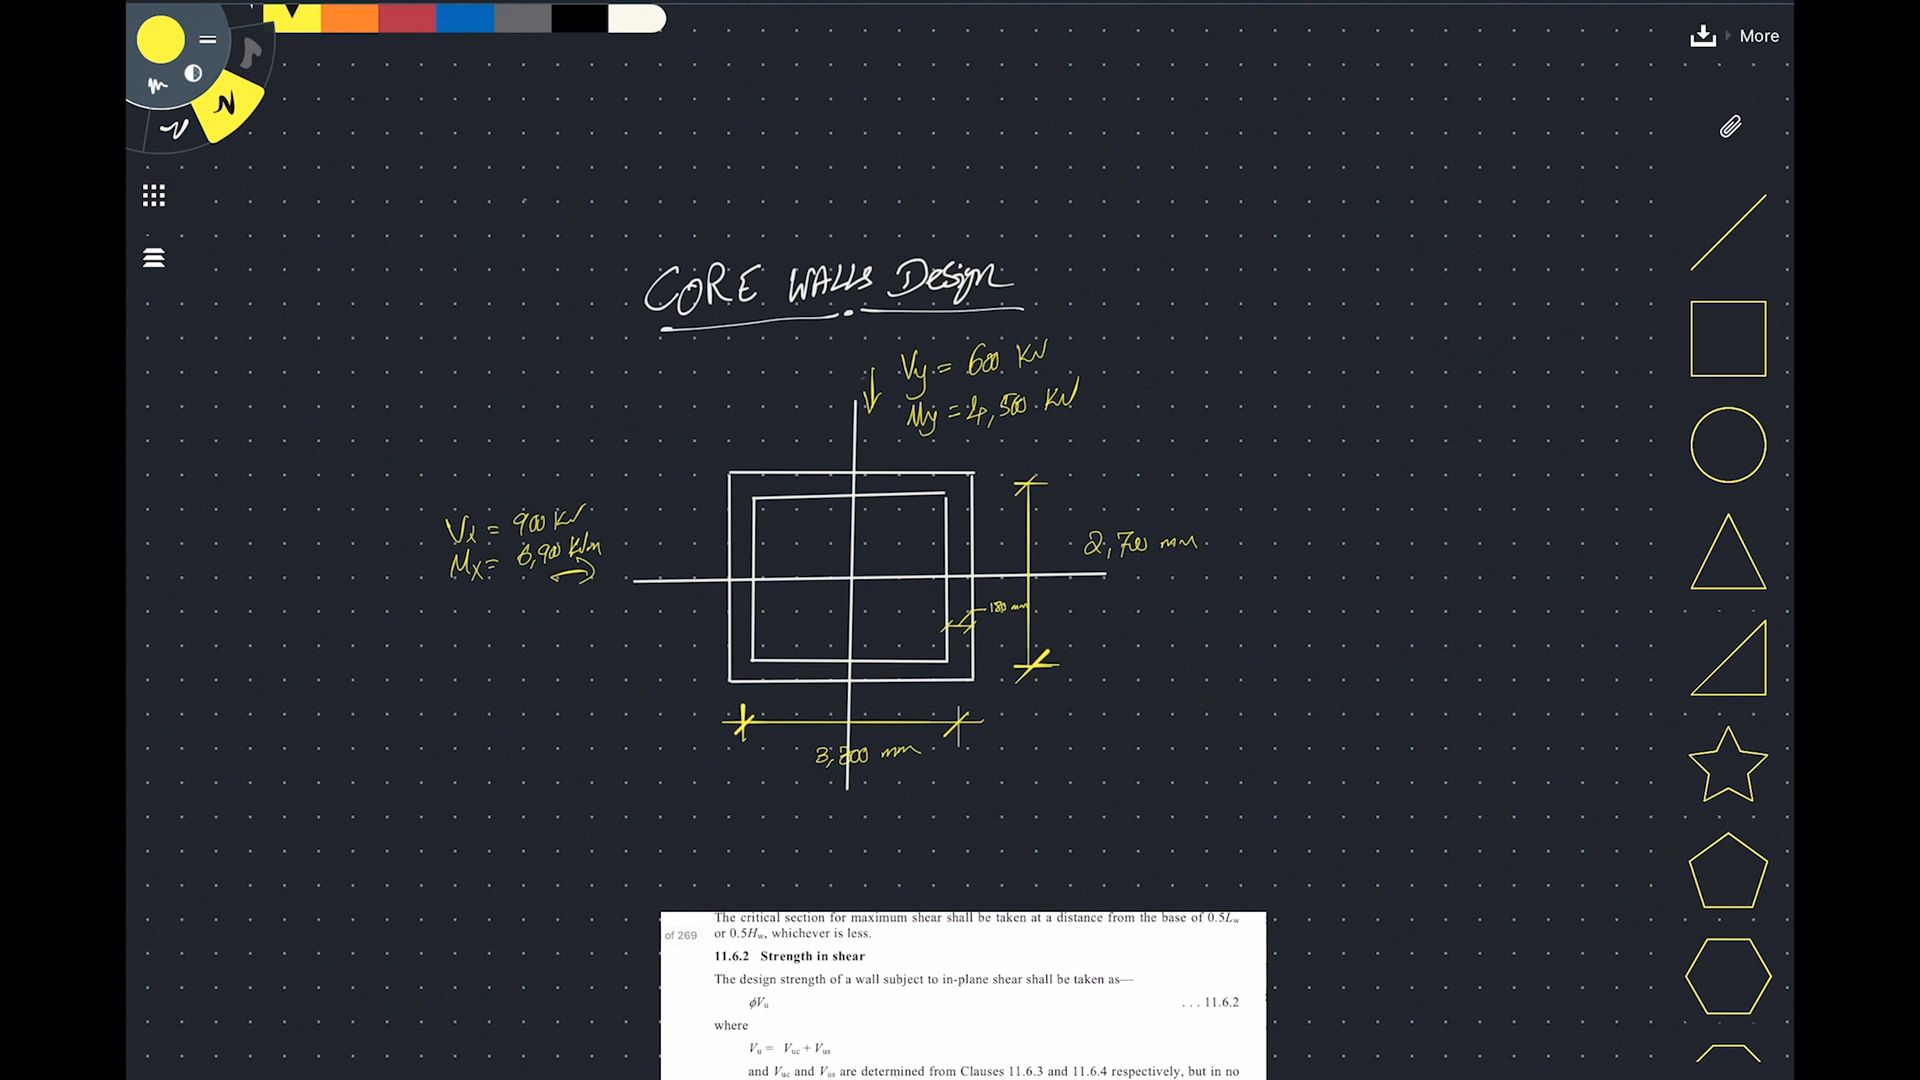 More
CORE WALLS Design
Vy = 600 KN
My = 4,500 KN
Vx = 900 KN
Mx = 8,900 KNm
2,700 mm
180 mm
3,200 mm
The critical section for maximum shear shall be taken at a distance from the base of 0.5Lw
of 269
or 0.5Hw, whichever is less.
11.6.2 Strength in shear
The design strength of a wall subject to in-plane shear shall be taken as—
ϕVu . . . 11.6.2
where
Vu = Vuc + Vus
and Vuc and Vus are determined from Clauses 11.6.3 and 11.6.4 respectively, but in no